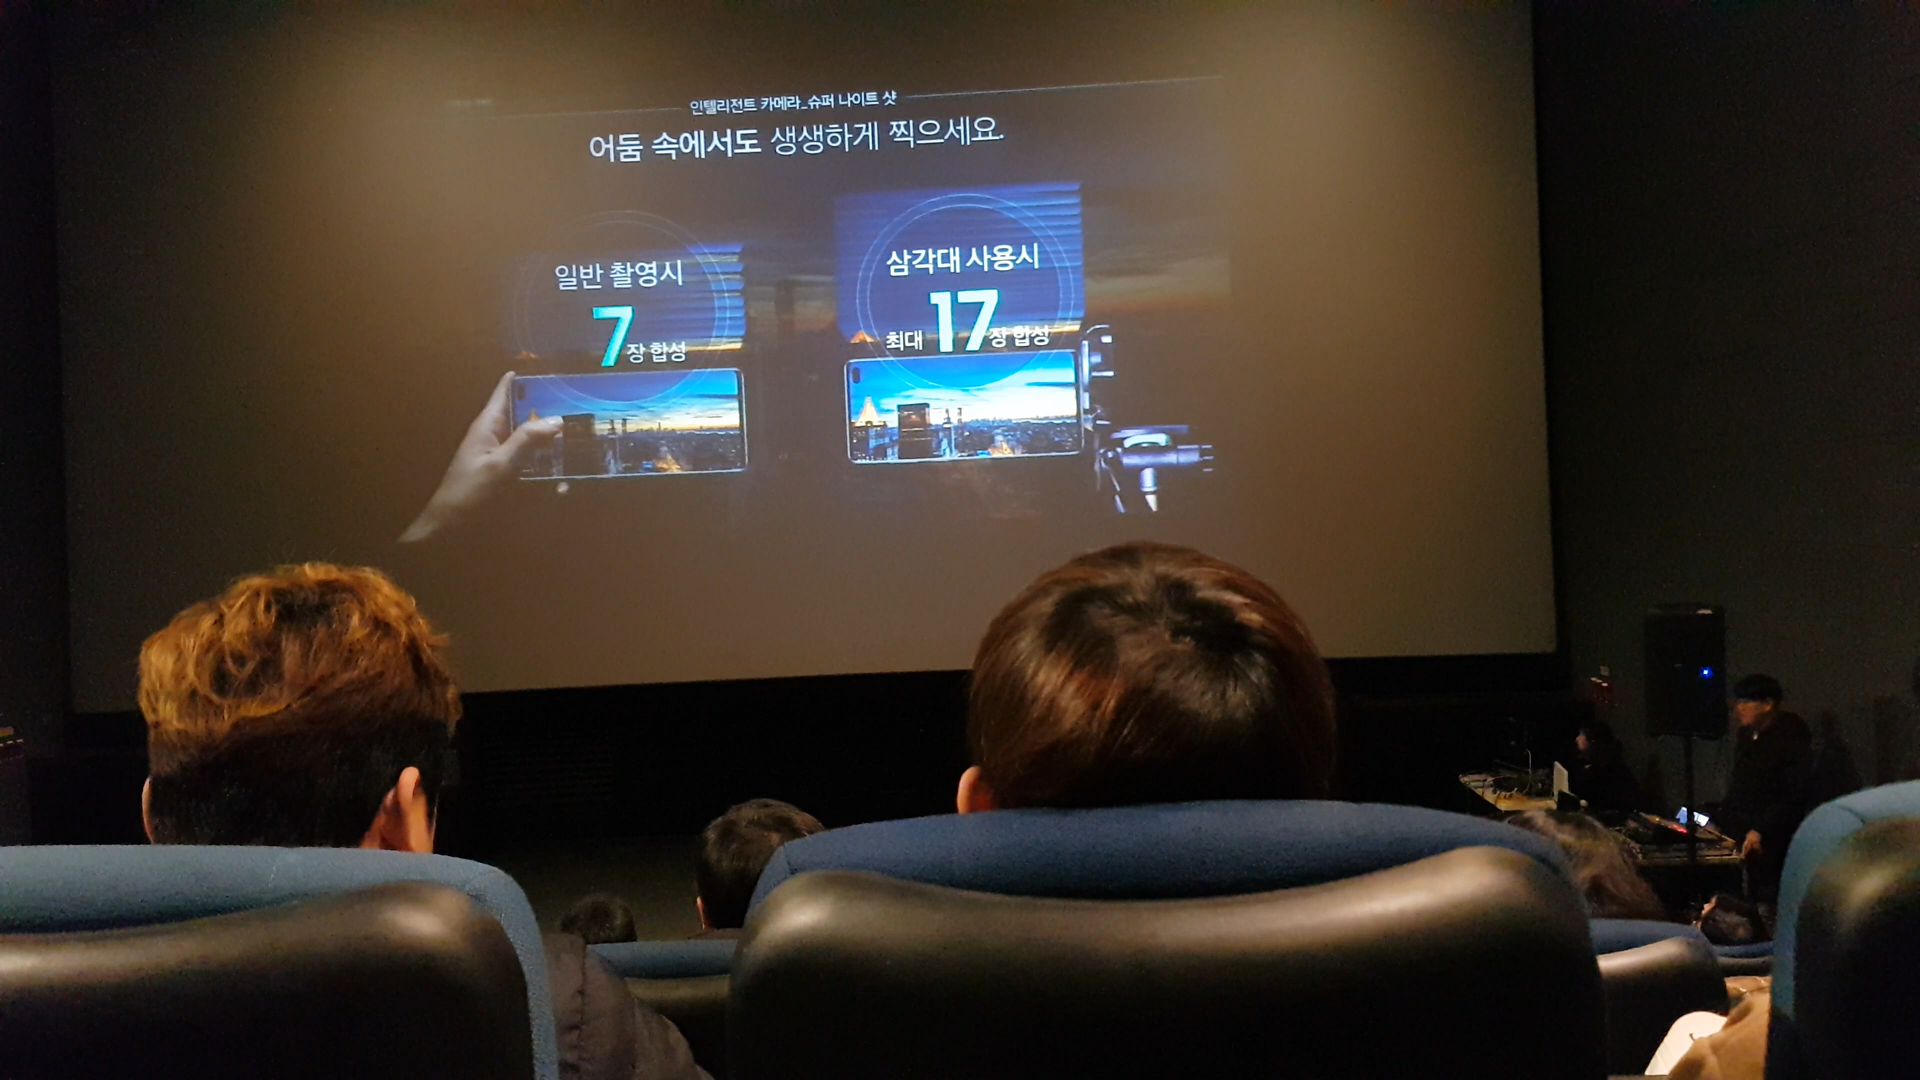 인텔리전트 카메라_슈퍼 나이트 샷
어둠 속에서도 생생하게 찍으세요.
일반 촬영시
7장 합성
삼각대 사용시
최대 17장 합성